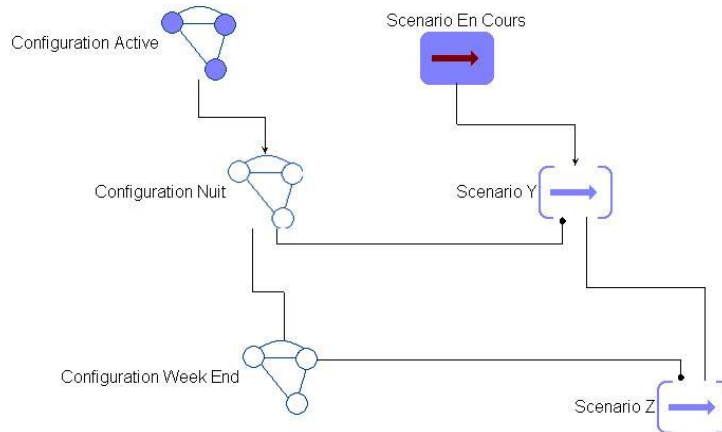 Scenario En Cours
Configuration Active
Configuration Nuit
Scenario Y
Configuration Week End
Scenario Z